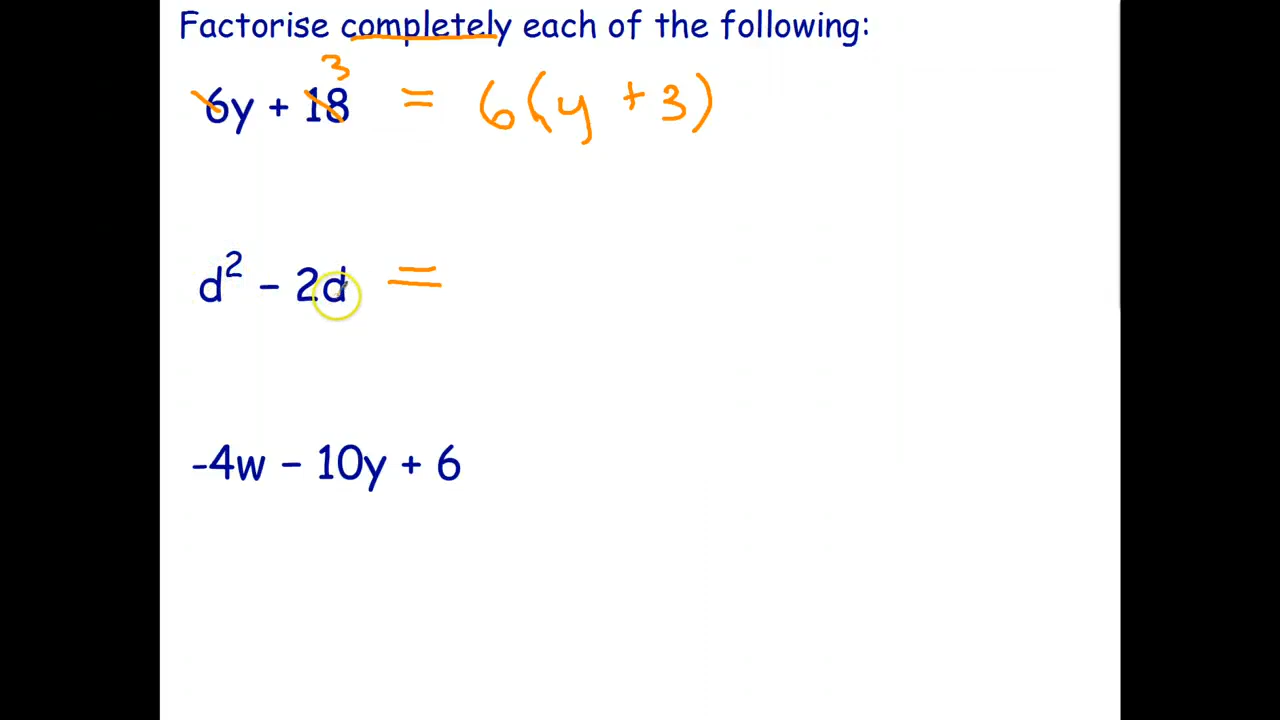 Factorise completely each of the following:
3
6y + 18 = 6(y + 3)
d² – 2d =
-4w – 10y + 6